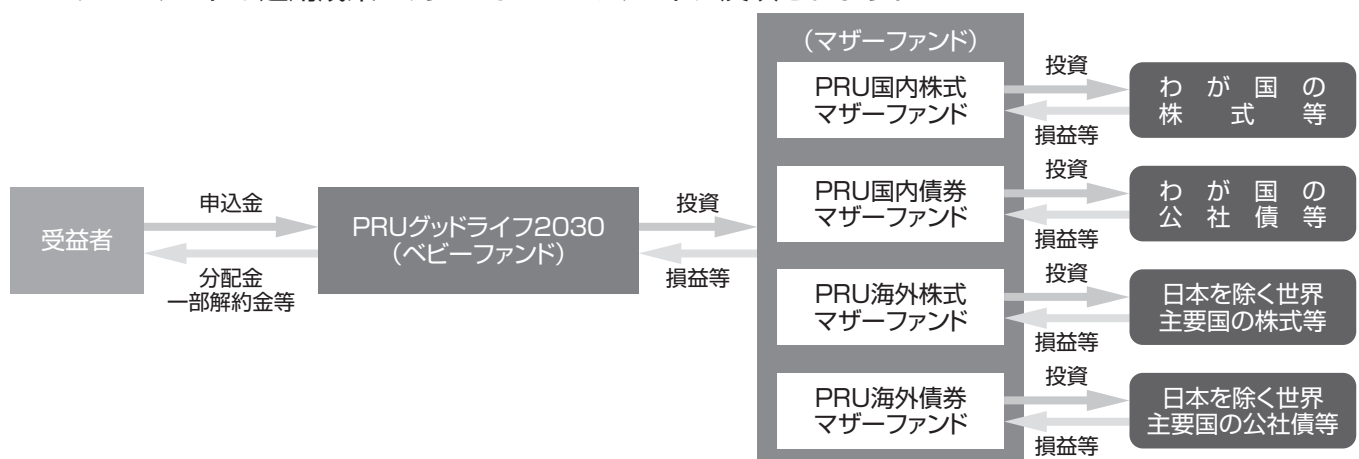 (マザーファンド)
受益者
申込金
分配金
一部解約金等
PRUグッドライフ2030
(ベビーファンド)
投資
損益等
PRU国内株式
マザーファンド
投資
損益等
わが国の
株式等
PRU国内債券
マザーファンド
投資
損益等
わが国の
公社債等
PRU海外株式
マザーファンド
投資
損益等
日本を除く世界
主要国の株式等
PRU海外債券
マザーファンド
投資
損益等
日本を除く世界
主要国の公社債等